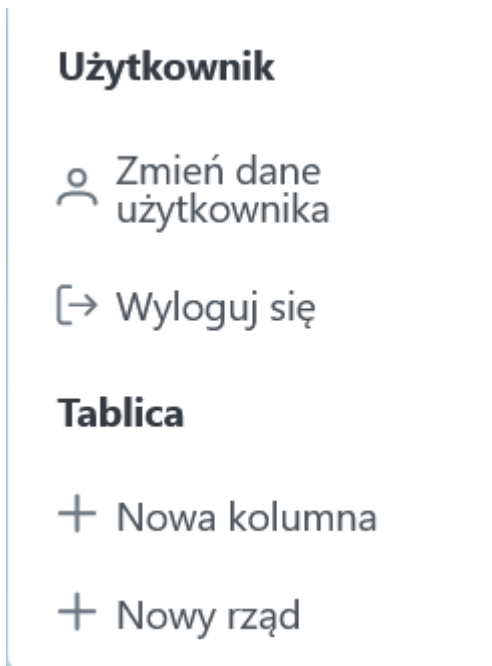 Użytkownik
Zmień dane
użytkownika
Wyloguj się
Tablica
Nowa kolumna
Nowy rząd